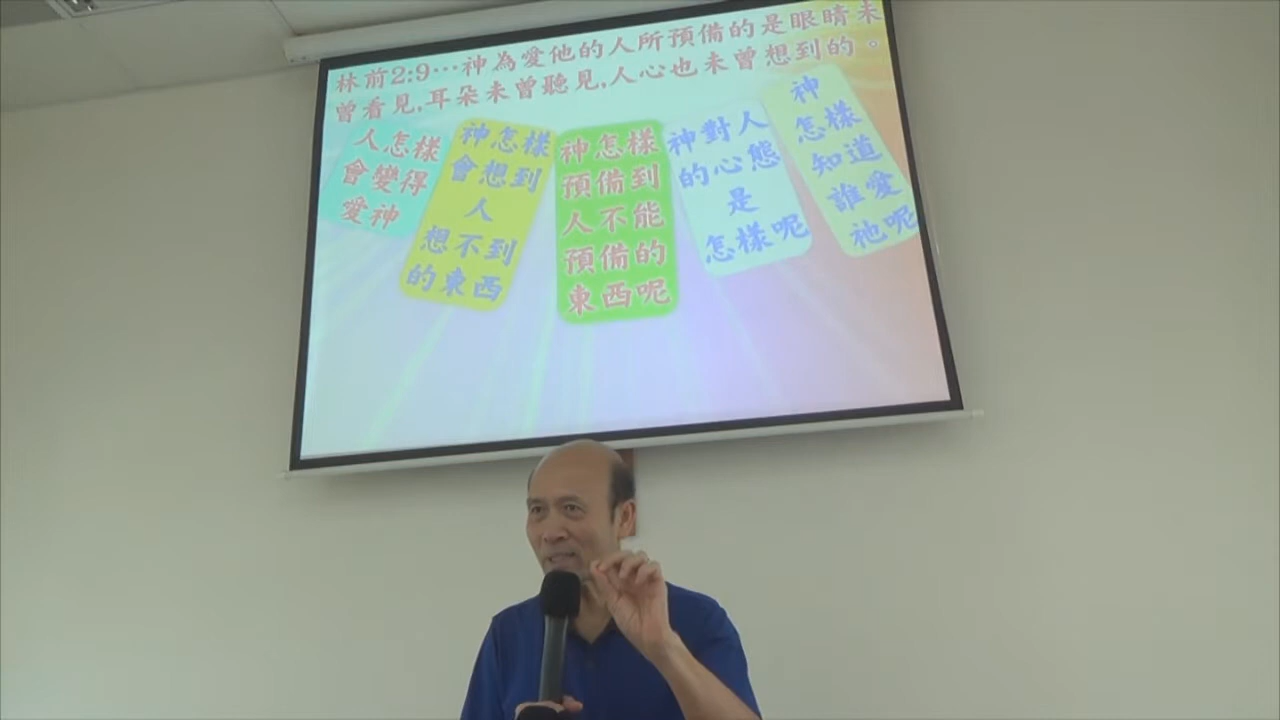 林前2:9…神為愛他的人所預備的是眼睛未
曾看見,耳朵未曾聽見,人心也未曾想到的。
人怎樣
會變得
愛神
神怎樣
會想到
人
想不到
的東西
神怎樣
預備到
人不能
預備的
東西呢
神對人
的心態
是
怎樣呢
神
怎樣
知道
誰愛
祂呢